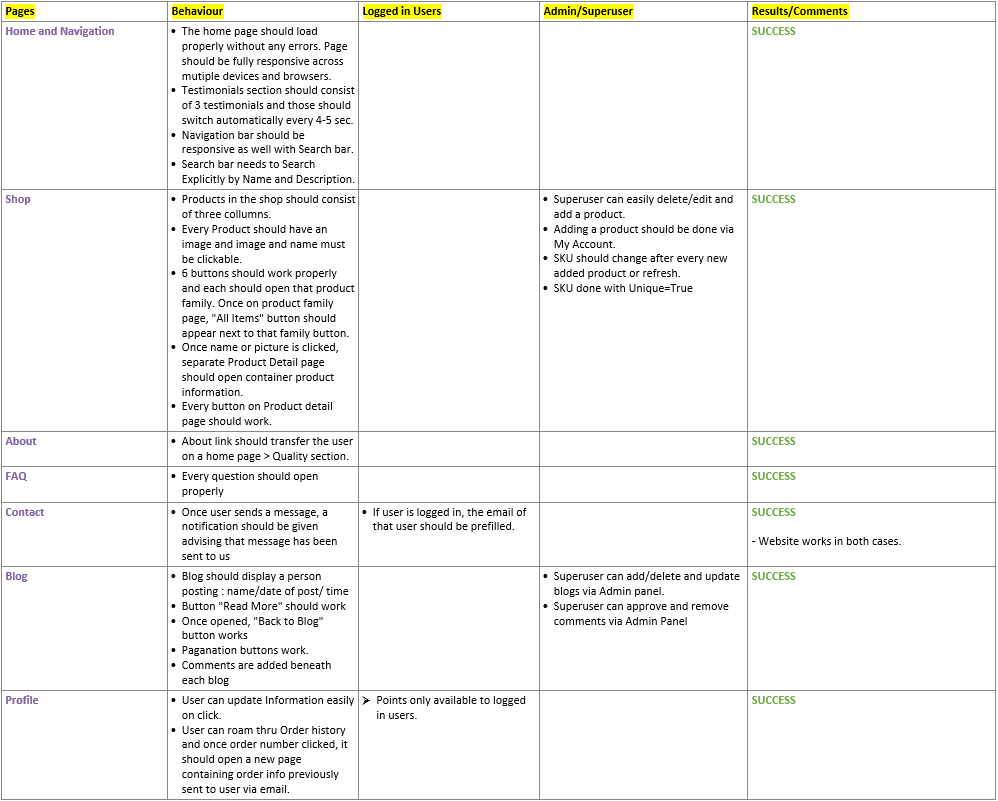 Pages
Behaviour
Logged in Users
Admin/Superuser
Results/Comments
Home and Navigation
• The home page should load
properly without any errors. Page
should be fully responsive across
mutiple devices and browsers.
• Testimonials section should consist
of 3 testimonials and those should
switch automatically every 4-5 sec.
• Navigation bar should be
responsive as well with Search bar.
• Search bar needs to Search
Explicitly by Name and Description.
SUCCESS
Shop
• Products in the shop should consist
of three collumns.
• Every Product should have an
image and image and name must
be clickable.
• 6 buttons should work properly
and each should open that product
family. Once on product family
page, "All Items" button should
appear next to that family button.
• Once name or picture is clicked,
separate Product Detail page
should open container product
information.
• Every button on Product detail
page should work.
• Superuser can easily delete/edit and
add a product.
• Adding a product should be done via
My Account.
• SKU should change after every new
added product or refresh.
• SKU done with Unique=True
SUCCESS
About
• About link should transfer the user
on a home page > Quality section.
SUCCESS
FAQ
• Every question should open
properly
SUCCESS
Contact
• Once user sends a message, a
notification should be given
advising that message has been
sent to us
• If user is logged in, the email of
that user should be prefilled.
SUCCESS
- Website works in both cases.
Blog
• Blog should display a person
posting : name/date of post/ time
• Button "Read More" should work
• Once opened, "Back to Blog"
button works
• Paganation buttons work.
• Comments are added beneath
each blog
• Superuser can add/delete and update
blogs via Admin panel.
• Superuser can approve and remove
comments via Admin Panel
SUCCESS
Profile
• User can update Information easily
on click.
• User can roam thru Order history
and once order number clicked, it
should open a new page
containing order info previously
sent to user via email.
➢ Points only available to logged
in users.
SUCCESS